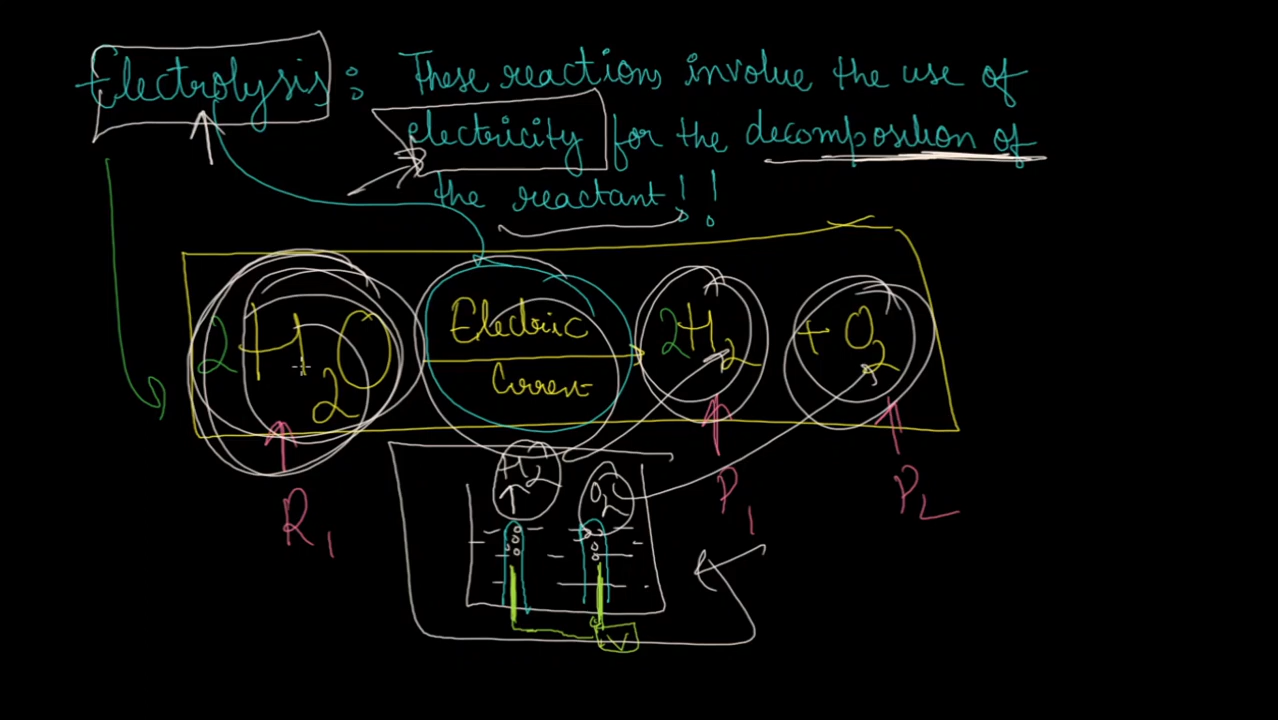 Electrolysis : These reactions involve the use of
electricity for the decomposition of
the reactant!!
2H2O Electric Current 2H2 + O2
R1 P1 P2
H2 O2
V